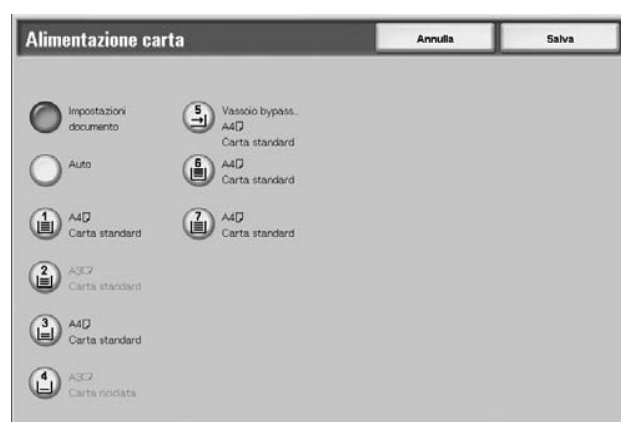 Alimentazione carta
Annulla
Salva
Impostazioni
documento
Auto
1
A4
Carta standard
2
A3
Carta standard
3
A4
Carta standard
4
A3
Carta riciclata
5
Vassoio bypass..
A4
Carta standard
6
A4
Carta standard
7
A4
Carta standard